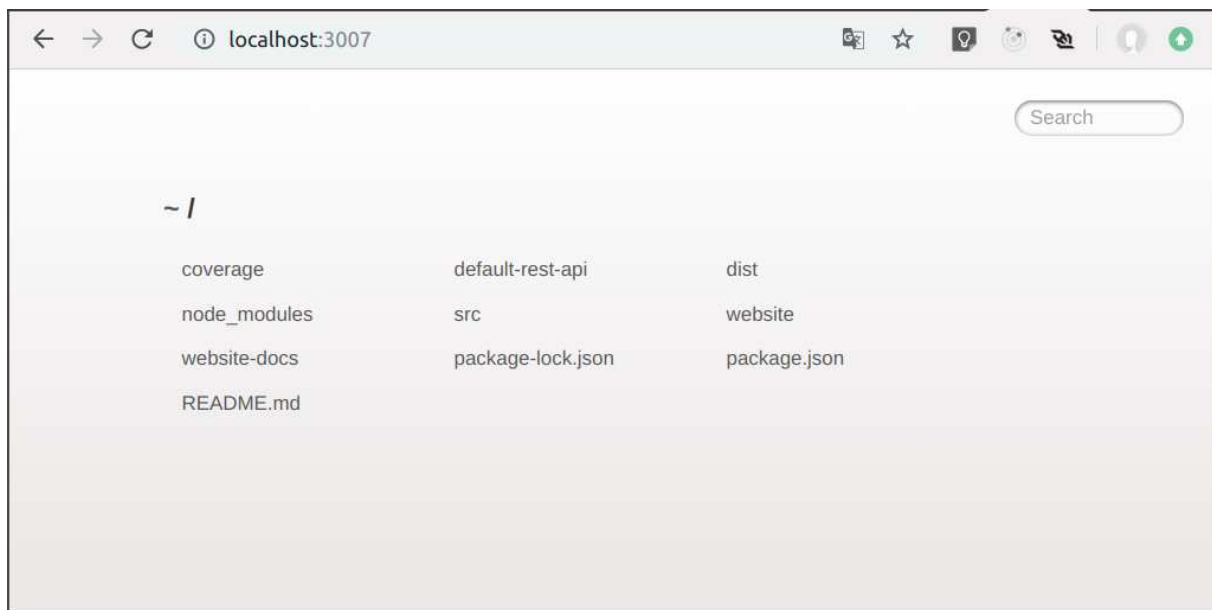 localhost:3007
Search
~ /
coverage default-rest-api dist
node_modules src website
website-docs package-lock.json package.json
README.md